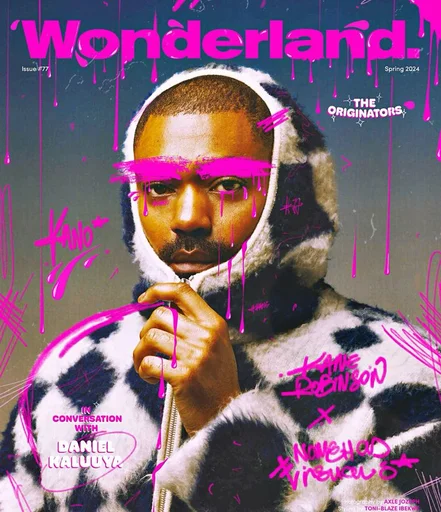 Wonderland.
Issue #77
Spring 2024
THE
ORIGINATORS
KANO
IN
CONVERSATION
WITH
DANIEL
KALUUYA
KANE
ROBINSON
X
AXLE JOZEPH
TONI-BLAZE IBEKWE